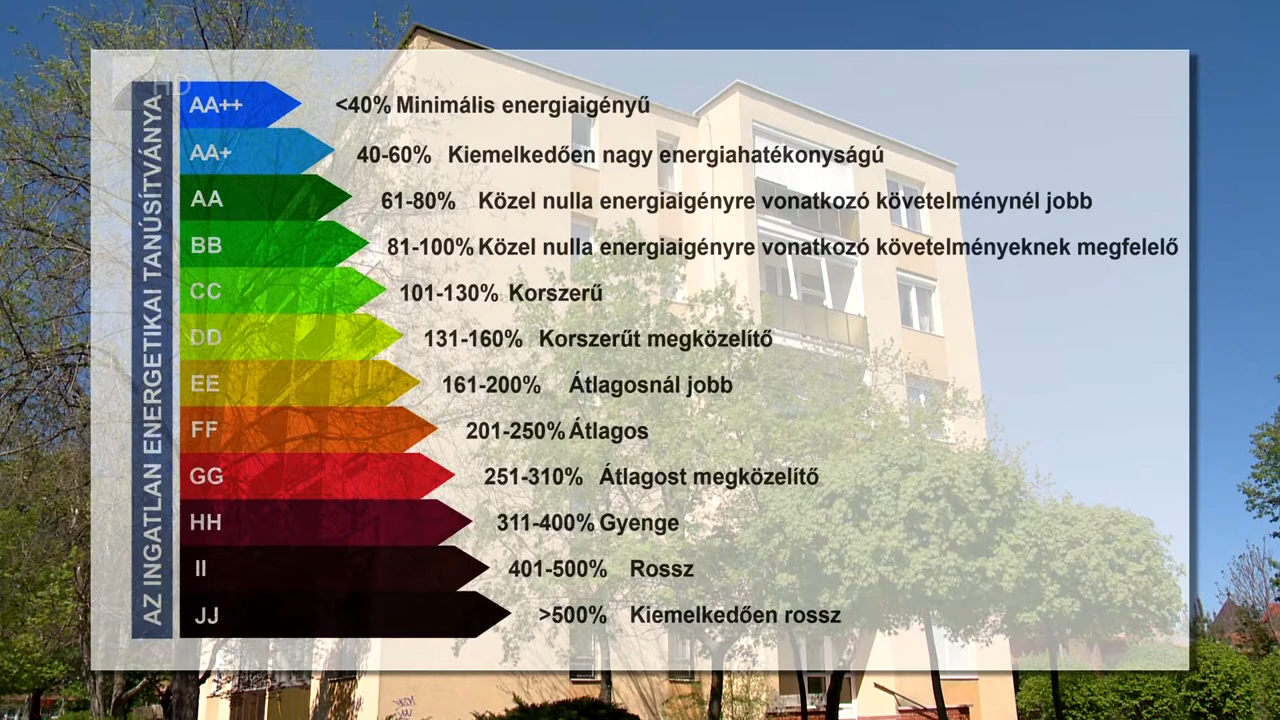 HD
AZ INGATLAN ENERGETIKAI TANÚSÍTVÁNYA
AA++ <40% Minimális energiaigényű
AA+ 40-60% Kiemelkedően nagy energiahatékonyságú
AA 61-80% Közel nulla energiaigényre vonatkozó követelménynél jobb
BB 81-100% Közel nulla energiaigényre vonatkozó követelményeknek megfelelő
CC 101-130% Korszerű
DD 131-160% Korszerűt megközelítő
EE 161-200% Átlagosnál jobb
FF 201-250% Átlagos
GG 251-310% Átlagost megközelítő
HH 311-400% Gyenge
II 401-500% Rossz
JJ >500% Kiemelkedően rossz